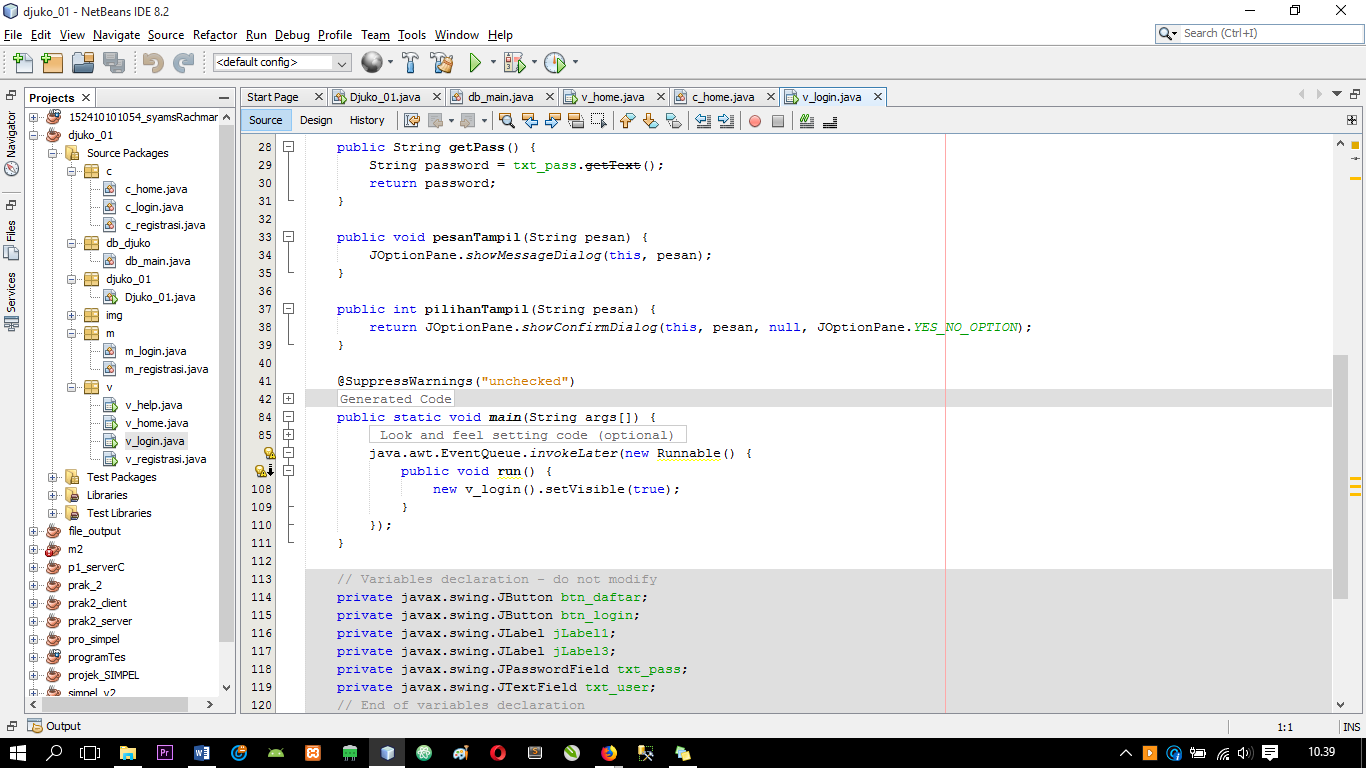 djuko_01 - NetBeans IDE 8.2
File Edit View Navigate Source Refactor Run Debug Profile Team Tools Window Help
Search (Ctrl+I)
<default config>
Projects
Start Page Djuko_01.java db_main.java v_home.java c_home.java v_login.java
Source Design History
Navigator
Files
Services
152410101054_syamsRachmar
djuko_01
Source Packages
c
c_home.java
c_login.java
c_registrasi.java
db_djuko
db_main.java
djuko_01
Djuko_01.java
img
m
m_login.java
m_registrasi.java
v
v_help.java
v_home.java
v_login.java
v_registrasi.java
Test Packages
Libraries
Test Libraries
file_output
m2
p1_serverC
prak_2
prak2_client
prak2_server
pro_simpel
programTes
projek_SIMPEL
simpel_v2
28 public String getPass() {
29 String password = txt_pass.getText();
30 return password;
31 }
32
33 public void pesanTampil(String pesan) {
34 JOptionPane.showMessageDialog(this, pesan);
35 }
36
37 public int pilihanTampil(String pesan) {
38 return JOptionPane.showConfirmDialog(this, pesan, null, JOptionPane.YES_NO_OPTION);
39 }
40
41 @SuppressWarnings("unchecked")
42 Generated Code
84 public static void main(String args[]) {
85 Look and feel setting code (optional)
java.awt.EventQueue.invokeLater(new Runnable() {
public void run() {
108 new v_login().setVisible(true);
109 }
110 });
111 }
112
113 // Variables declaration - do not modify
114 private javax.swing.JButton btn_daftar;
115 private javax.swing.JButton btn_login;
116 private javax.swing.JLabel jLabel1;
117 private javax.swing.JLabel jLabel3;
118 private javax.swing.JPasswordField txt_pass;
119 private javax.swing.JTextField txt_user;
120 // End of variables declaration
Output
1:1 INS
10.39